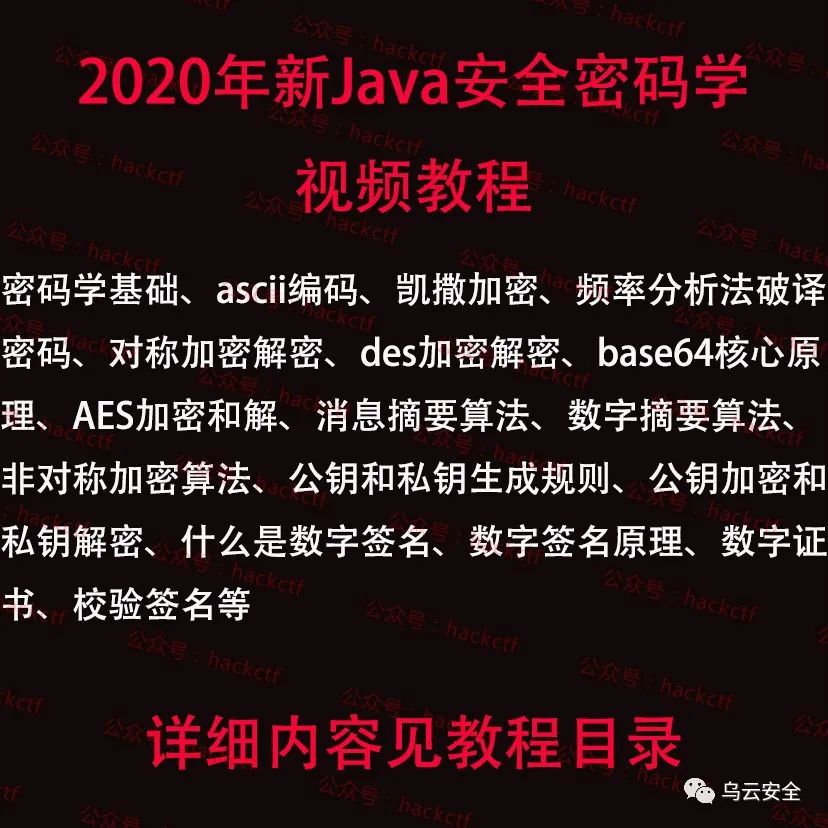 2020年新Java安全密码学
视频教程
密码学基础、ascii编码、凯撒加密、频率分析法破译
密码、对称加密解密、des加密解密、base64核心原
理、AES加密和解、消息摘要算法、数字摘要算法、
非对称加密算法、公钥和私钥生成规则、公钥加密和
私钥解密、什么是数字签名、数字签名原理、数字证
书、校验签名等
详细内容见教程目录
乌云安全
公众号：hackctf